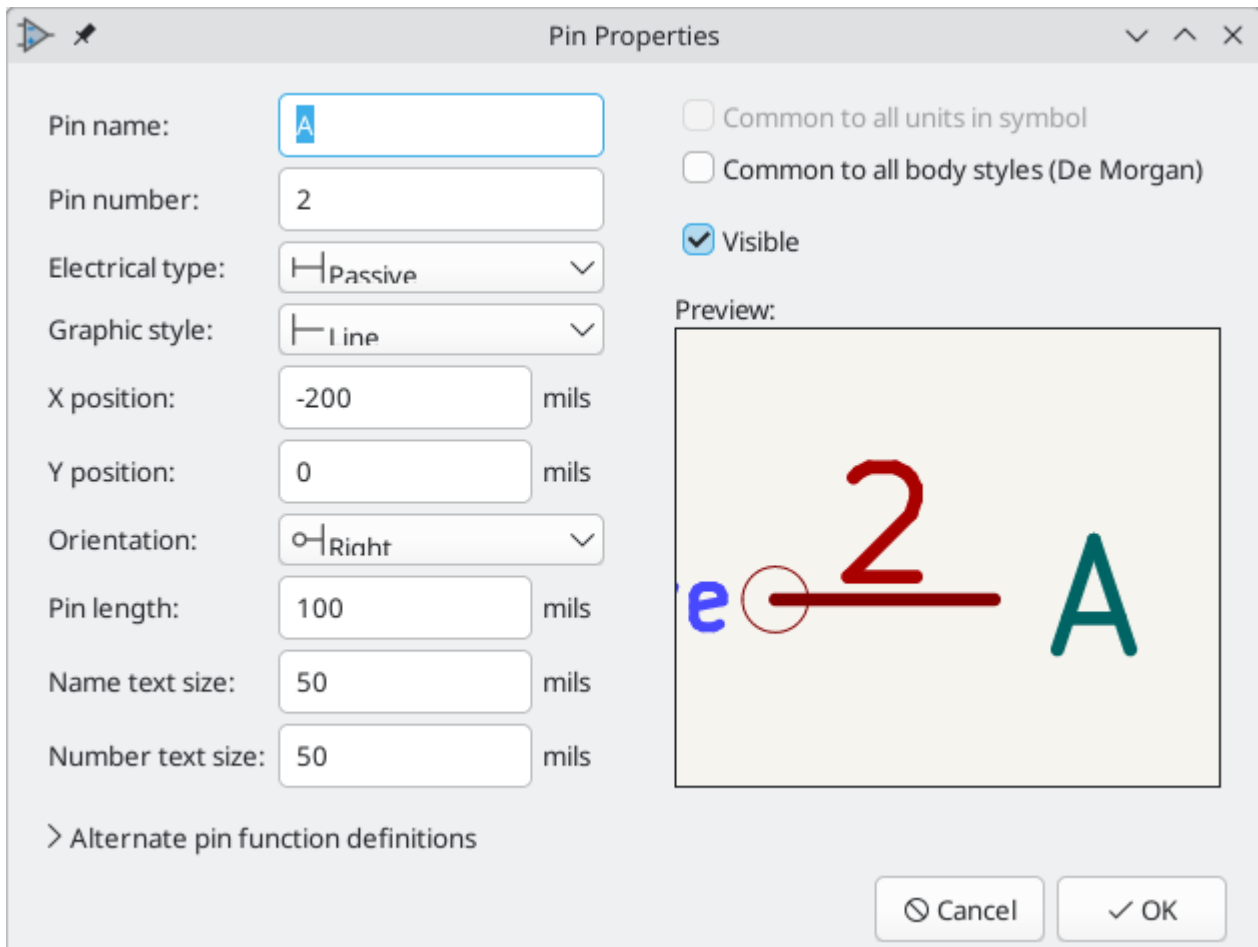 Pin Properties
Pin name: A
Pin number: 2
Electrical type: Passive
Graphic style: Line
X position: -200 mils
Y position: 0 mils
Orientation: Right
Pin length: 100 mils
Name text size: 50 mils
Number text size: 50 mils
Alternate pin function definitions
Common to all units in symbol
Common to all body styles (De Morgan)
Visible
Preview:
2
e
A
Cancel
OK